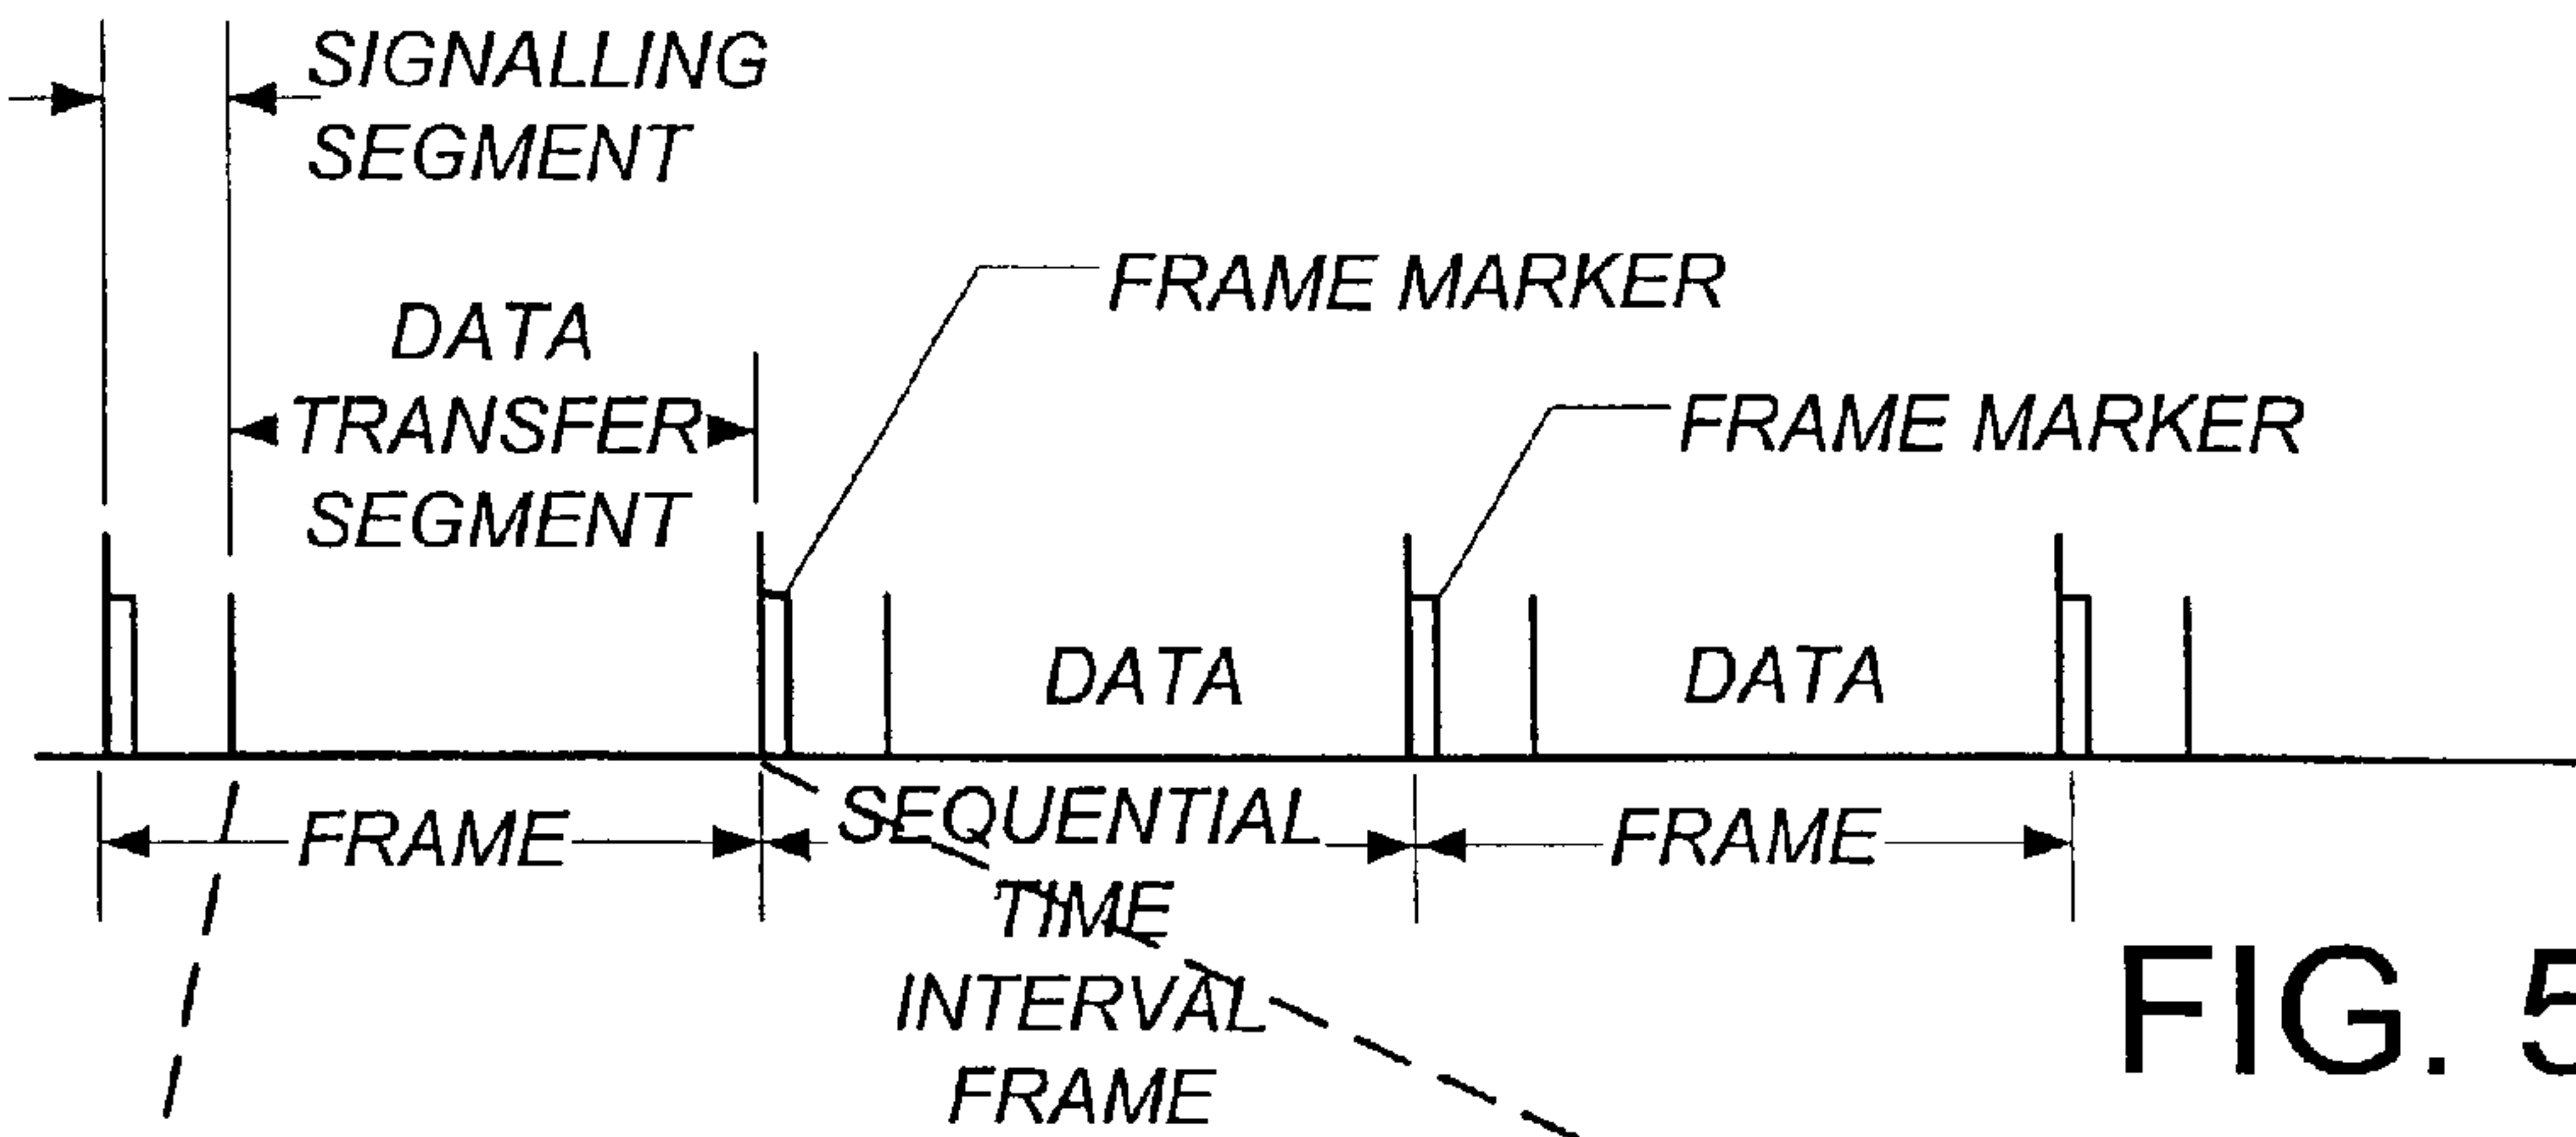 SIGNALLING
SEGMENT
DATA
TRANSFER
SEGMENT
FRAME MARKER
FRAME MARKER
DATA
DATA
FRAME
SEQUENTIAL
TIME
INTERVAL
FRAME
FRAME
FIG. 5